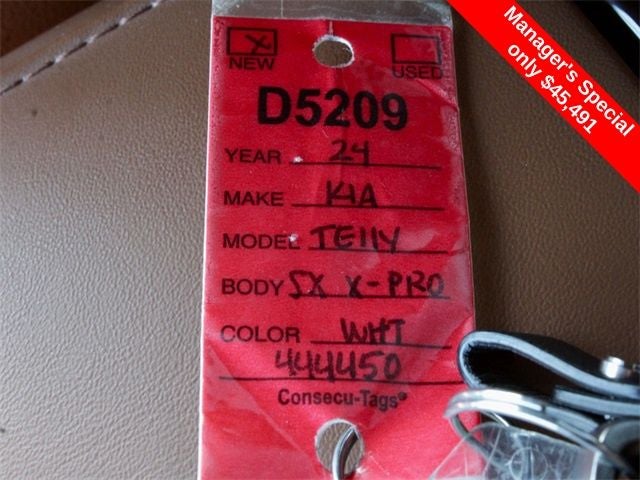 Manager's Special
only $45,491
NEW USED
D5209
YEAR 24
MAKE KIA
MODEL TEllY
BODY SX X-PRO
COLOR WHT
444450
Consecu-Tags®